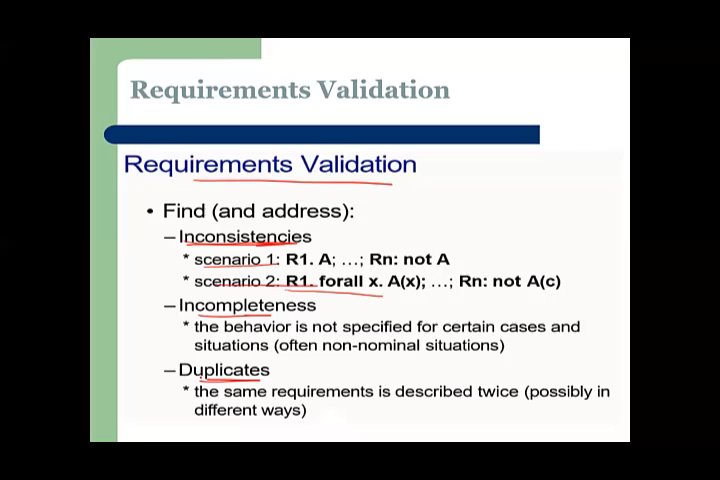 Requirements Validation
Requirements Validation
• Find (and address):
– Inconsistencies
* scenario 1: R1. A; …; Rn: not A
* scenario 2: R1. forall x. A(x); …; Rn: not A(c)
– Incompleteness
* the behavior is not specified for certain cases and
situations (often non-nominal situations)
– Duplicates
* the same requirements is described twice (possibly in
different ways)